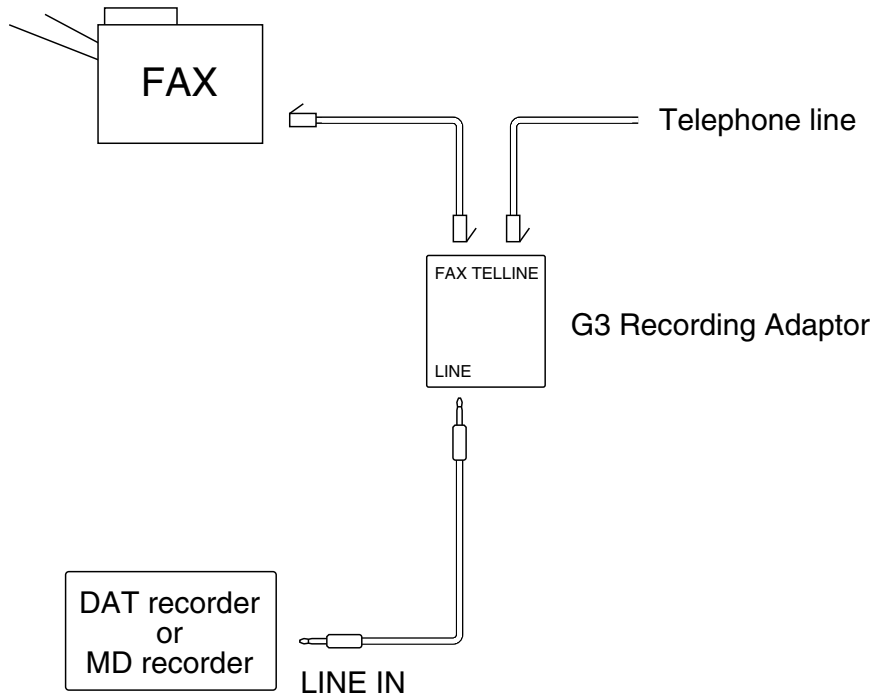 FAX
Telephone line
FAX TELLINE
G3 Recording Adaptor
LINE
DAT recorder
or
MD recorder
LINE IN